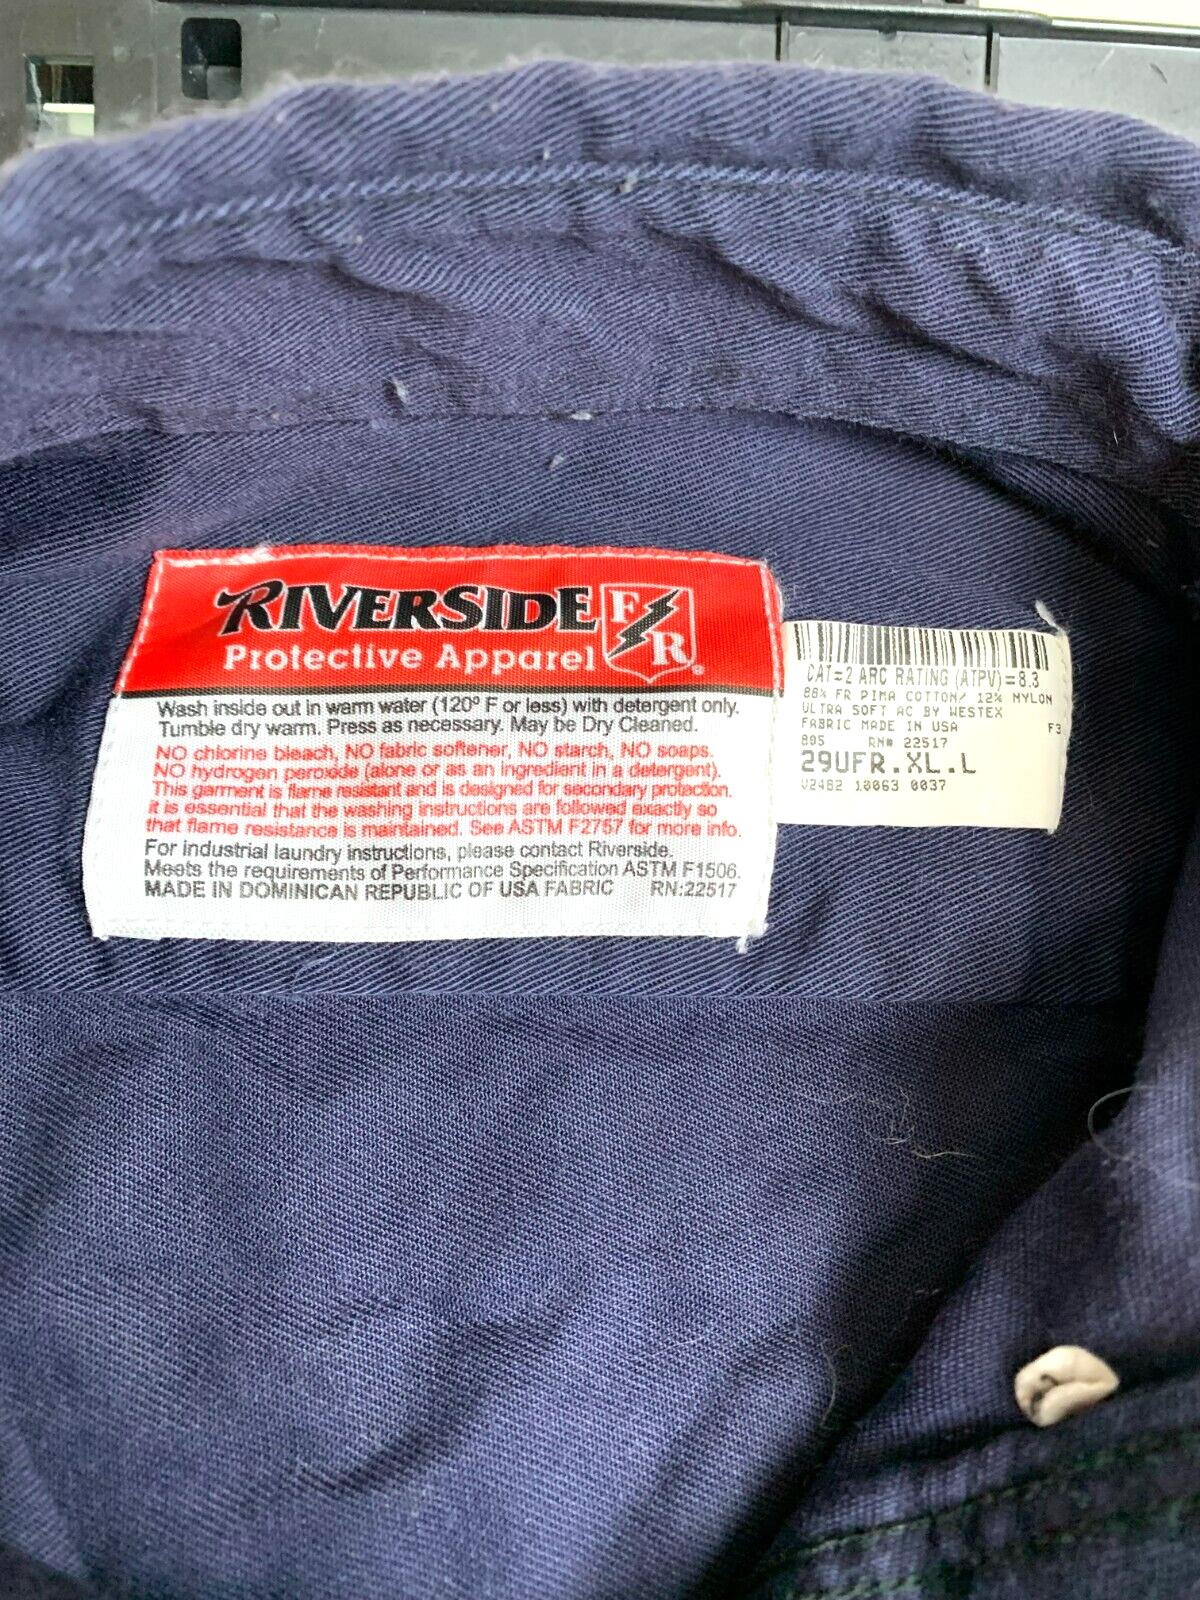 RIVERSIDE FR
Protective Apparel ®
Wash inside out in warm water (120° F or less) with detergent only.
Tumble dry warm. Press as necessary. May be Dry Cleaned.
NO chlorine bleach, NO fabric softener, NO starch, NO soaps.
NO hydrogen peroxide (alone or as an ingredient in a detergent).
This garment is flame resistant and is designed for secondary protection.
It is essential that the washing instructions are followed exactly so
that flame resistance is maintained. See ASTM F2757 for more info.
For industrial laundry instructions, please contact Riverside.
Meets the requirements of Performance Specification ASTM F1506.
MADE IN DOMINICAN REPUBLIC OF USA FABRIC RN:22517
CAT=2 ARC RATING (ATPV)=8.3
88% FR PIMA COTTON/ 12% NYLON
ULTRA SOFT AC BY WESTEX
FABRIC MADE IN USA F3
RN# 22517
29UFR.XL.L
10063 0037